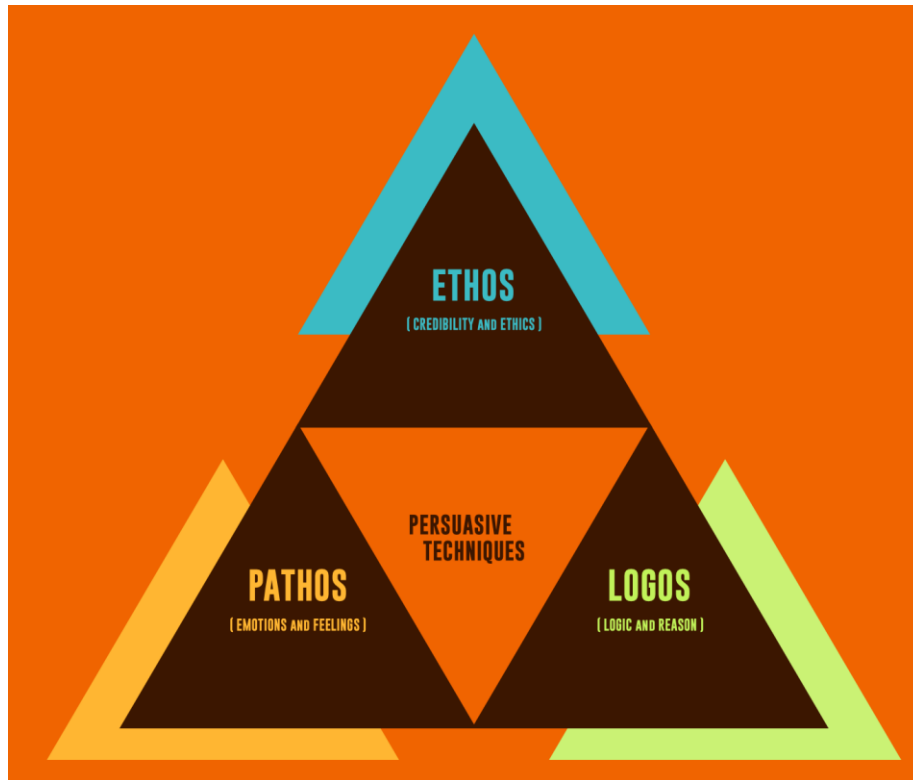 ETHOS
( CREDIBILITY AND ETHICS )
PERSUASIVE
TECHNIQUES
PATHOS
( EMOTIONS AND FEELINGS )
LOGOS
( LOGIC AND REASON )